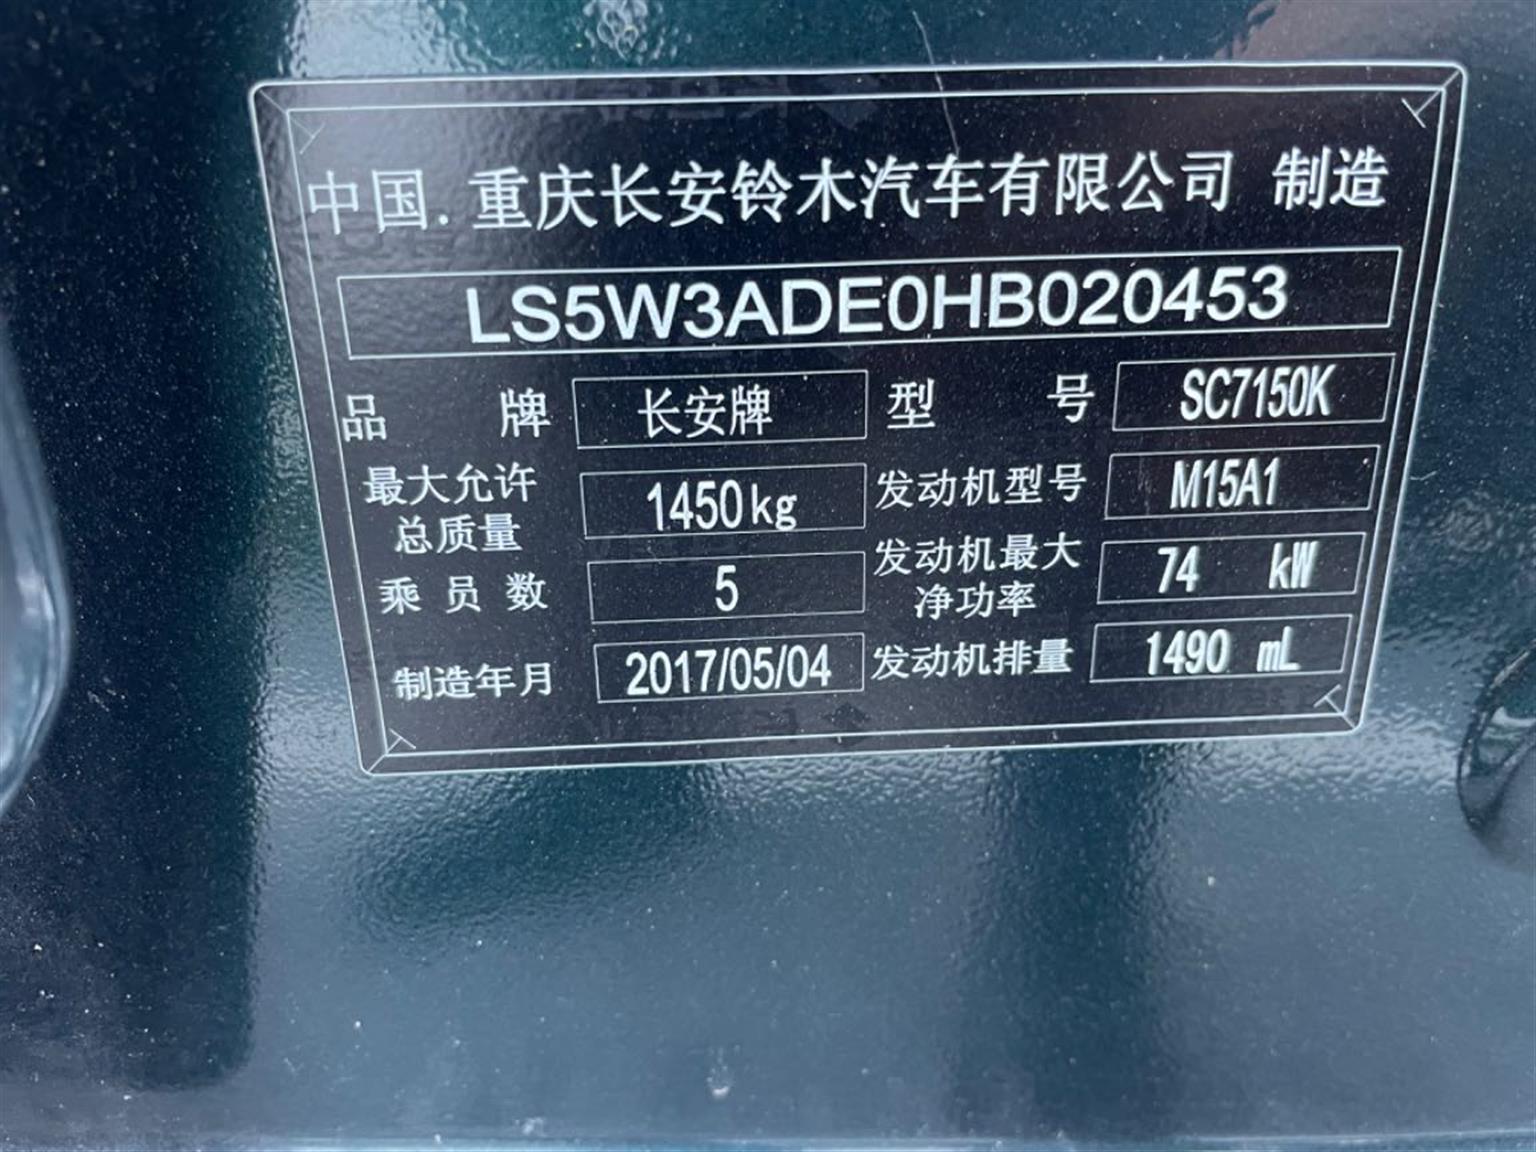 中国.重庆长安铃木汽车有限公司 制造
LS5W3ADE0HB020453
品 牌 长安牌 型 号 SC7150K
最大允许总质量 1450kg 发动机型号 M15A1
乘员数 5 发动机最大净功率 74 kW
制造年月 2017/05/04 发动机排量 1490 mL